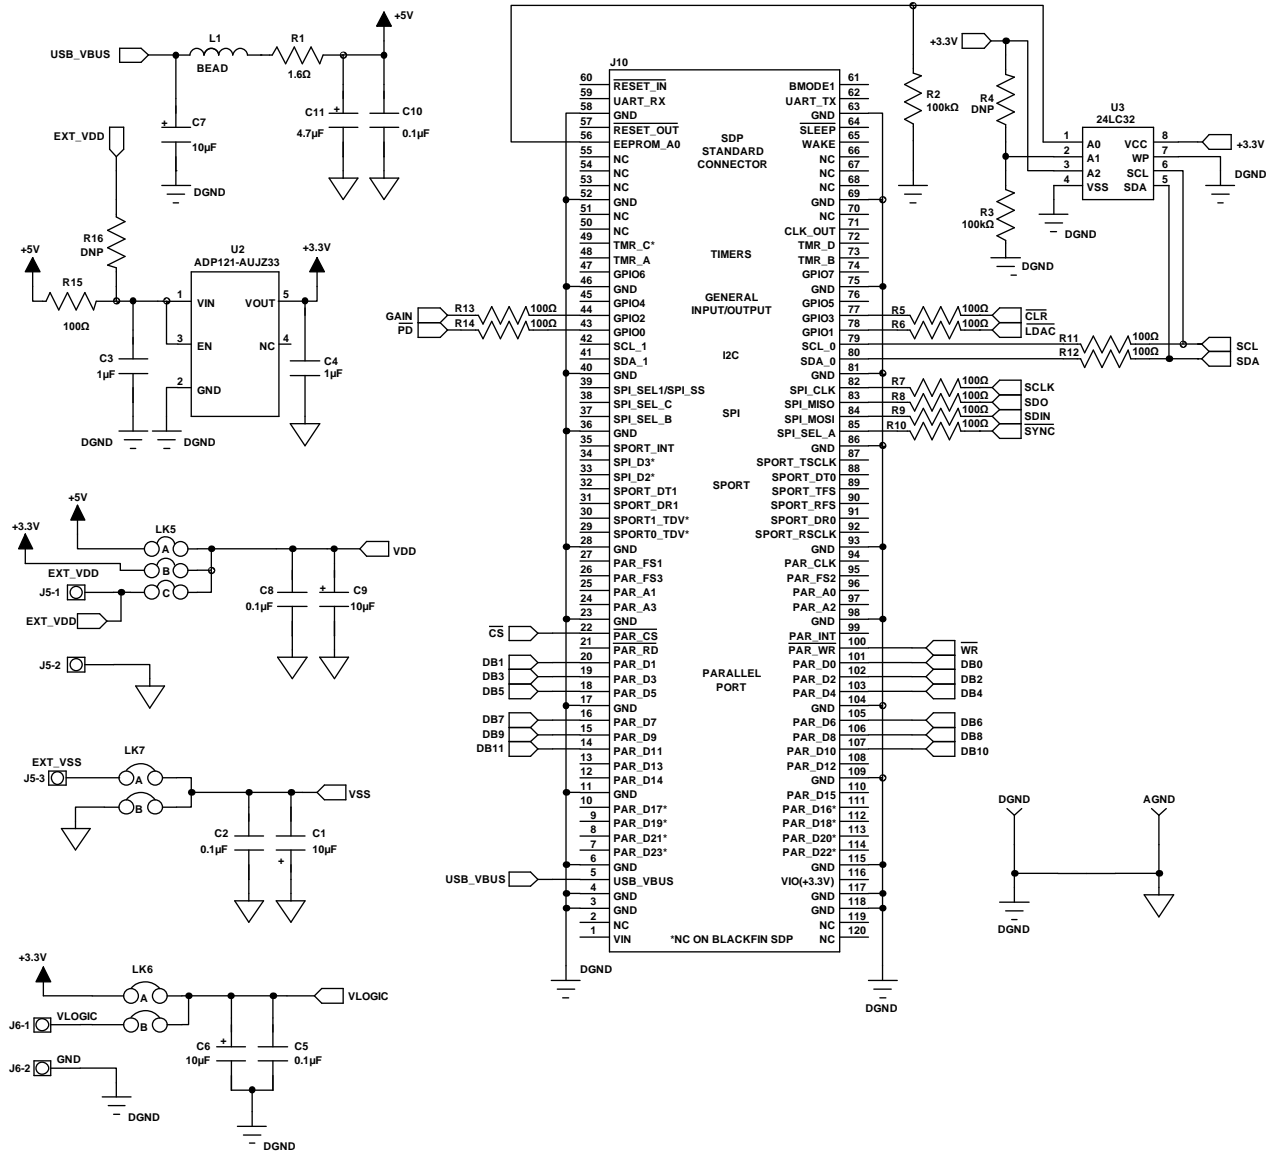 +5V
USB_VBUS
L1
BEAD
R1
1.6Ω
C7
10µF
DGND
C11
4.7µF
C10
0.1µF
EXT_VDD
R16
DNP
+5V
R15
100Ω
U2
ADP121-AUJZ33
1 VIN
VOUT 5
3 EN
NC 4
2 GND
+3.3V
C3
1µF
C4
1µF
DGND
DGND
+5V
+3.3V
LK5
A
B
C
EXT_VDD
J5-1
EXT_VDD
J5-2
VDD
C8
0.1µF
C9
10µF
LK7
EXT_VSS
J5-3
A
B
VSS
C2
0.1µF
C1
10µF
+3.3V
LK6
A
B
J6-1
VLOGIC
VLOGIC
J6-2
GND
DGND
C6
10µF
C5
0.1µF
DGND
J10
60 RESET_IN
59 UART_RX
58 GND
57 RESET_OUT
56 EEPROM_A0
55 NC
54 NC
53 NC
52 GND
51 NC
50 NC
49 TMR_C*
48 TMR_A
47 GPIO6
46 GND
45 GPIO4
44 GPIO2
43 GPIO0
42 SCL_1
41 SDA_1
40 GND
39 SPI_SEL1/SPI_SS
38 SPI_SEL_C
37 SPI_SEL_B
36 GND
35 SPORT_INT
34 SPI_D3*
33 SPI_D2*
32 SPORT_DT1
31 SPORT_DR1
30 SPORT1_TDV*
29 SPORT0_TDV*
28 GND
27 PAR_FS1
26 PAR_FS3
25 PAR_A1
24 PAR_A3
23 GND
22 PAR_CS
21 PAR_RD
20 PAR_D1
19 PAR_D3
18 PAR_D5
17 GND
16 PAR_D7
15 PAR_D9
14 PAR_D11
13 PAR_D13
12 PAR_D14
11 GND
10 PAR_D17*
9 PAR_D19*
8 PAR_D21*
7 PAR_D23*
6 GND
5 USB_VBUS
4 GND
3 GND
2 NC
1 VIN
SDP
STANDARD
CONNECTOR
TIMERS
GENERAL
INPUT/OUTPUT
I2C
SPI
SPORT
PARALLEL
PORT
*NC ON BLACKFIN SDP
BMODE1 61
UART_TX 62
GND 63
SLEEP 64
WAKE 65
NC 66
NC 67
NC 68
GND 69
NC 70
CLK_OUT 71
TMR_D 72
TMR_B 73
GPIO7 74
GND 75
GPIO5 76
GPIO3 77
GPIO1 78
SCL_0 79
SDA_0 80
GND 81
SPI_CLK 82
SPI_MISO 83
SPI_MOSI 84
SPI_SEL_A 85
GND 86
SPORT_TSCLK 87
SPORT_DT0 88
SPORT_TFS 89
SPORT_RFS 90
SPORT_DR0 91
SPORT_RSCLK 92
GND 93
PAR_CLK 94
PAR_FS2 95
PAR_A0 96
PAR_A2 97
GND 98
PAR_INT 99
PAR_WR 100
PAR_D0 101
PAR_D2 102
PAR_D4 103
GND 104
PAR_D6 105
PAR_D8 106
PAR_D10 107
PAR_D12 108
GND 109
PAR_D15 110
PAR_D16* 111
PAR_D18* 112
PAR_D20* 113
PAR_D22* 114
GND 115
VIO(+3.3V) 116
GND 117
GND 118
NC 119
NC 120
GAIN R13 100Ω
PD R14 100Ω
CS
DB1
DB3
DB5
DB7
DB9
DB11
USB_VBUS
DGND
DGND
R5 100Ω CLR
R6 100Ω LDAC
R11 100Ω SCL
R12 100Ω SDA
R7 100Ω SCLK
R8 100Ω SDO
R9 100Ω SDIN
R10 100Ω SYNC
WR
DB0
DB2
DB4
DB6
DB8
DB10
R2
100kΩ
+3.3V
R4
DNP
R3
100kΩ
DGND
DGND
U3
24LC32
1 A0
2 A1
3 A2
4 VSS
VCC 8
WP 7
SCL 6
SDA 5
+3.3V
DGND
DGND
AGND
DGND